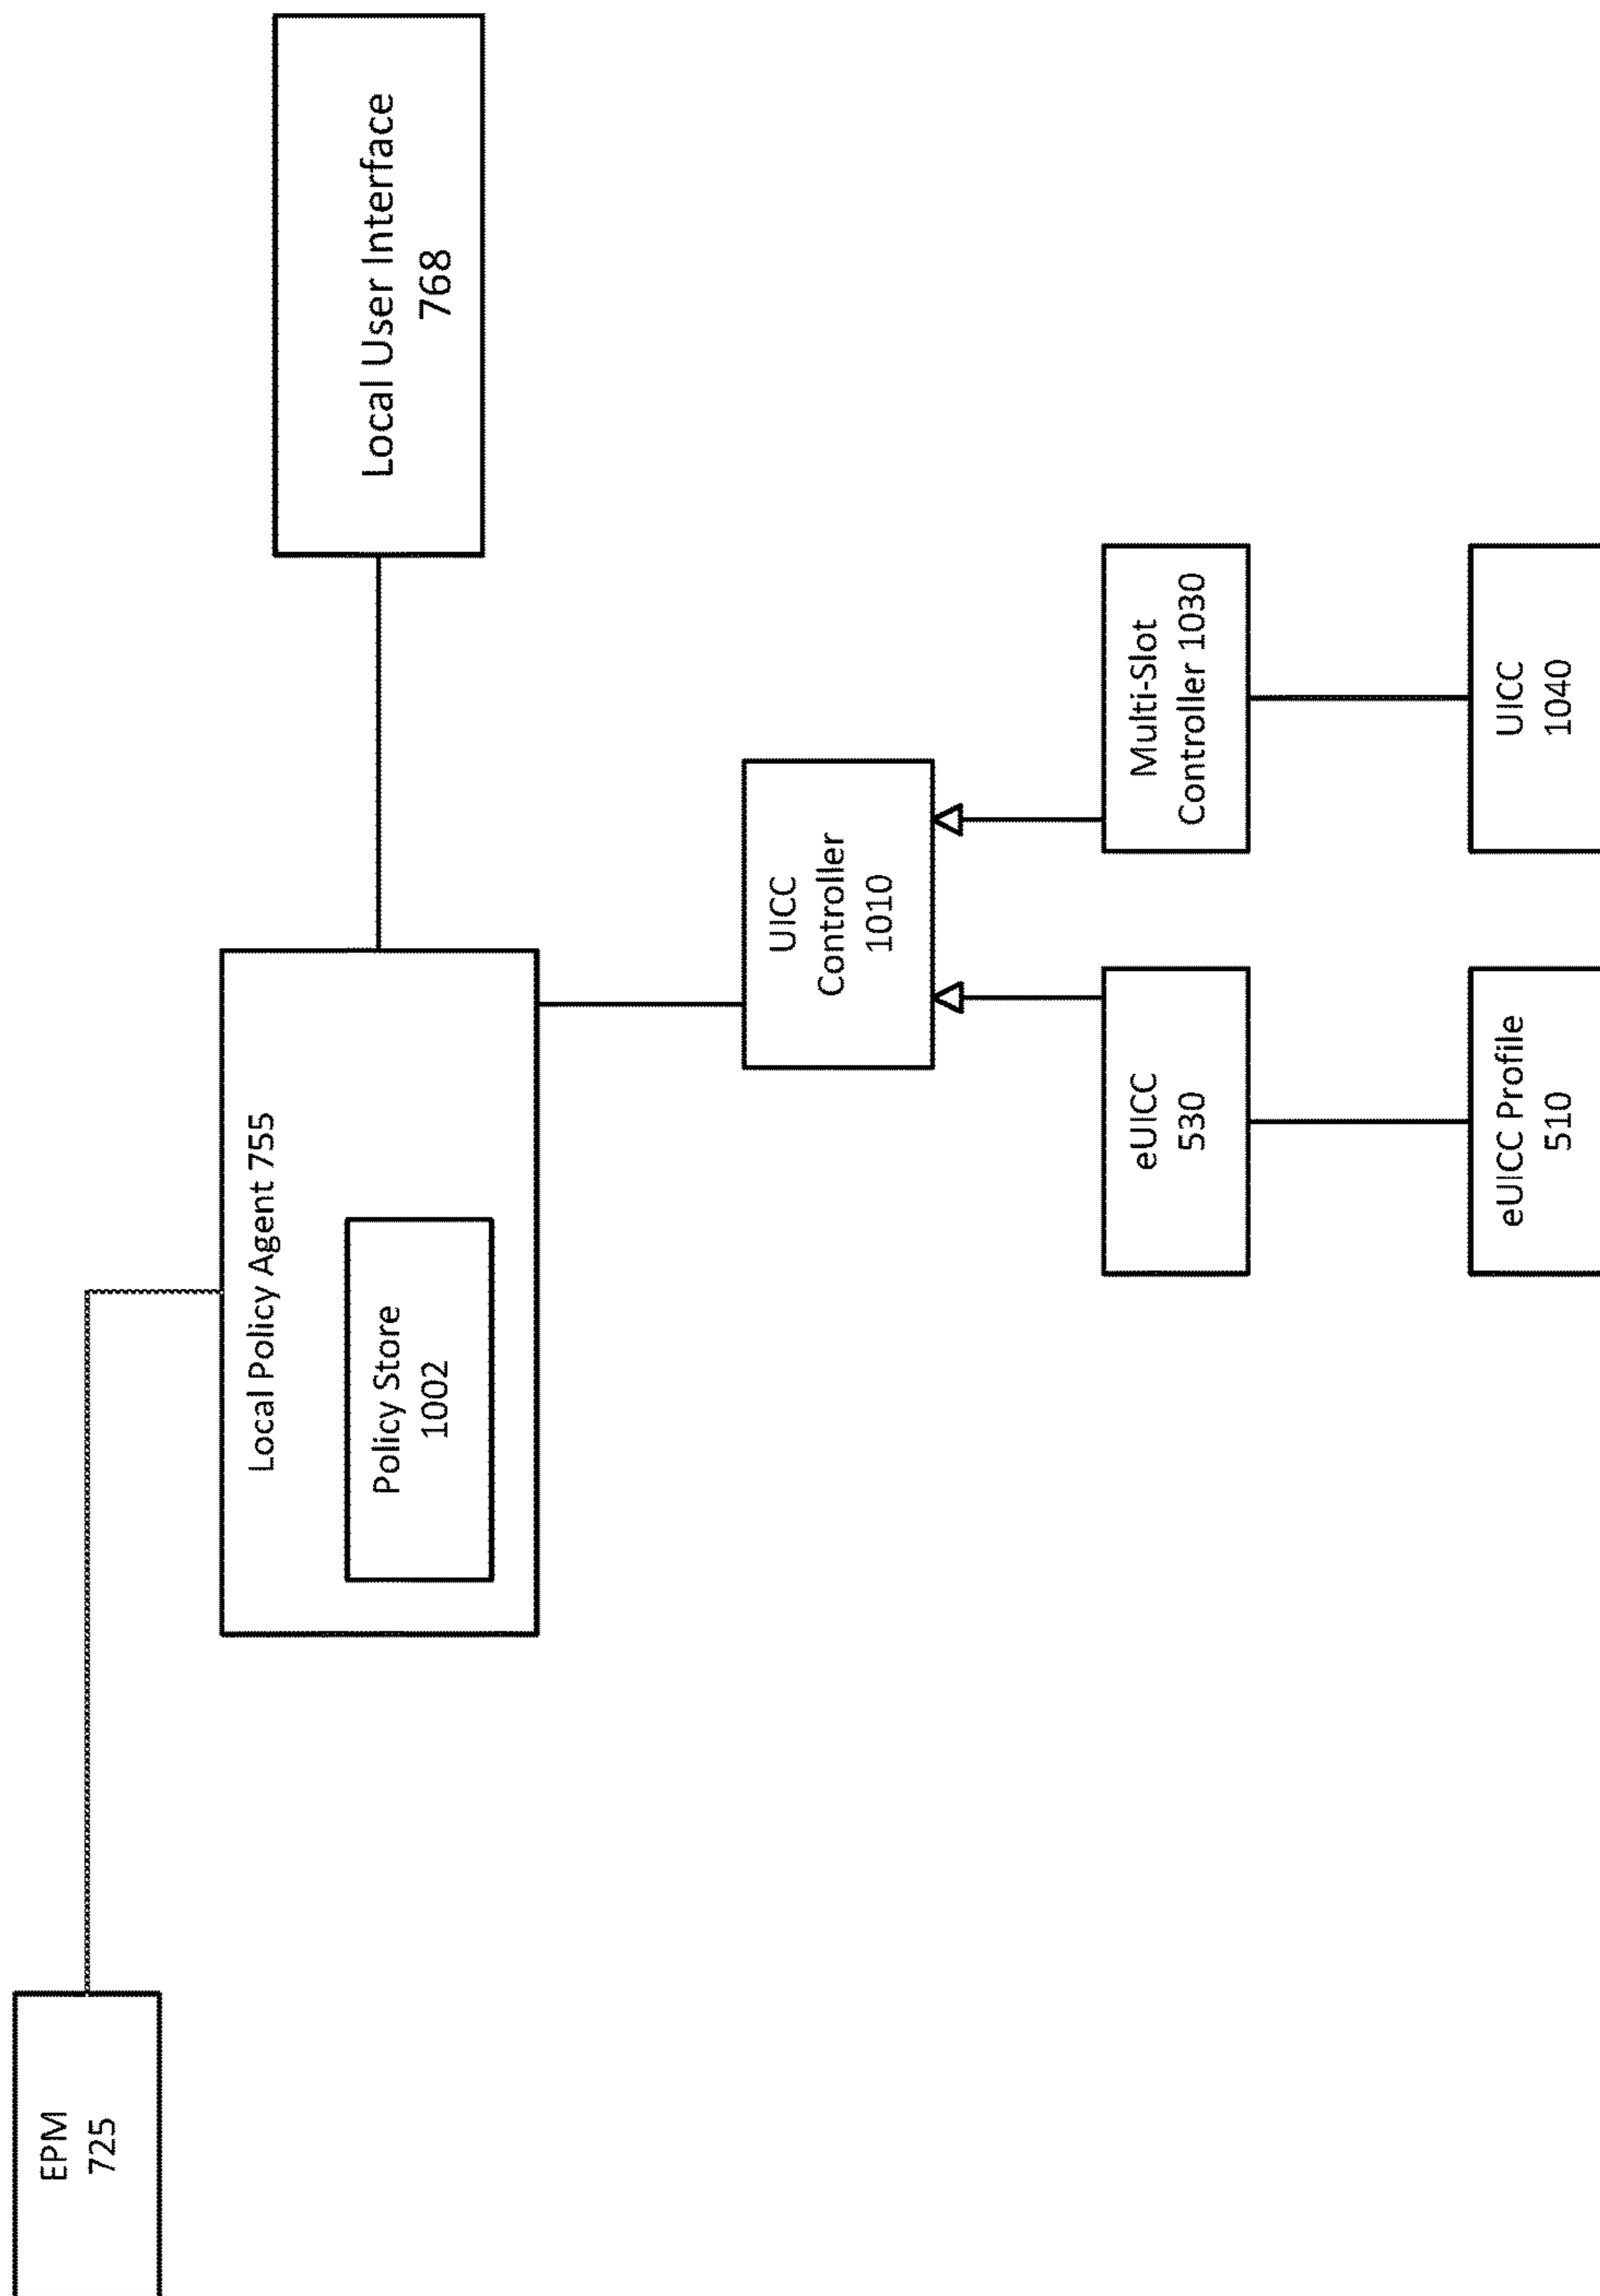 EPM
725
Local Policy Agent 755
Policy Store
1002
Local User Interface
768
UICC
Controller
1010
eUICC
530
Multi-Slot
Controller 1030
eUICC Profile
510
UICC
1040